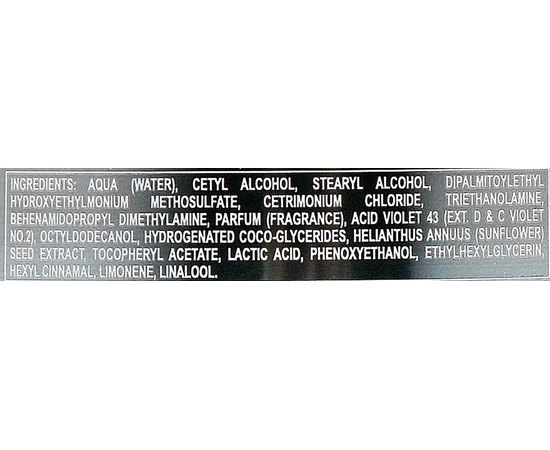 INGREDIENTS: AQUA (WATER), CETYL ALCOHOL, STEARYL ALCOHOL, DIPALMITOYLETHYL
HYDROXYETHYLMONIUM METHOSULFATE, CETRIMONIUM CHLORIDE, TRIETHANOLAMINE,
BEHENAMIDOPROPYL DIMETHYLAMINE, PARFUM (FRAGRANCE), ACID VIOLET 43 (EXT. D & C VIOLET
NO.2), OCTYLDODECANOL, HYDROGENATED COCO-GLYCERIDES, HELIANTHUS ANNUUS (SUNFLOWER)
SEED EXTRACT, TOCOPHERYL ACETATE, LACTIC ACID, PHENOXYETHANOL, ETHYLHEXYLGLYCERIN,
HEXYL CINNAMAL, LIMONENE, LINALOOL.